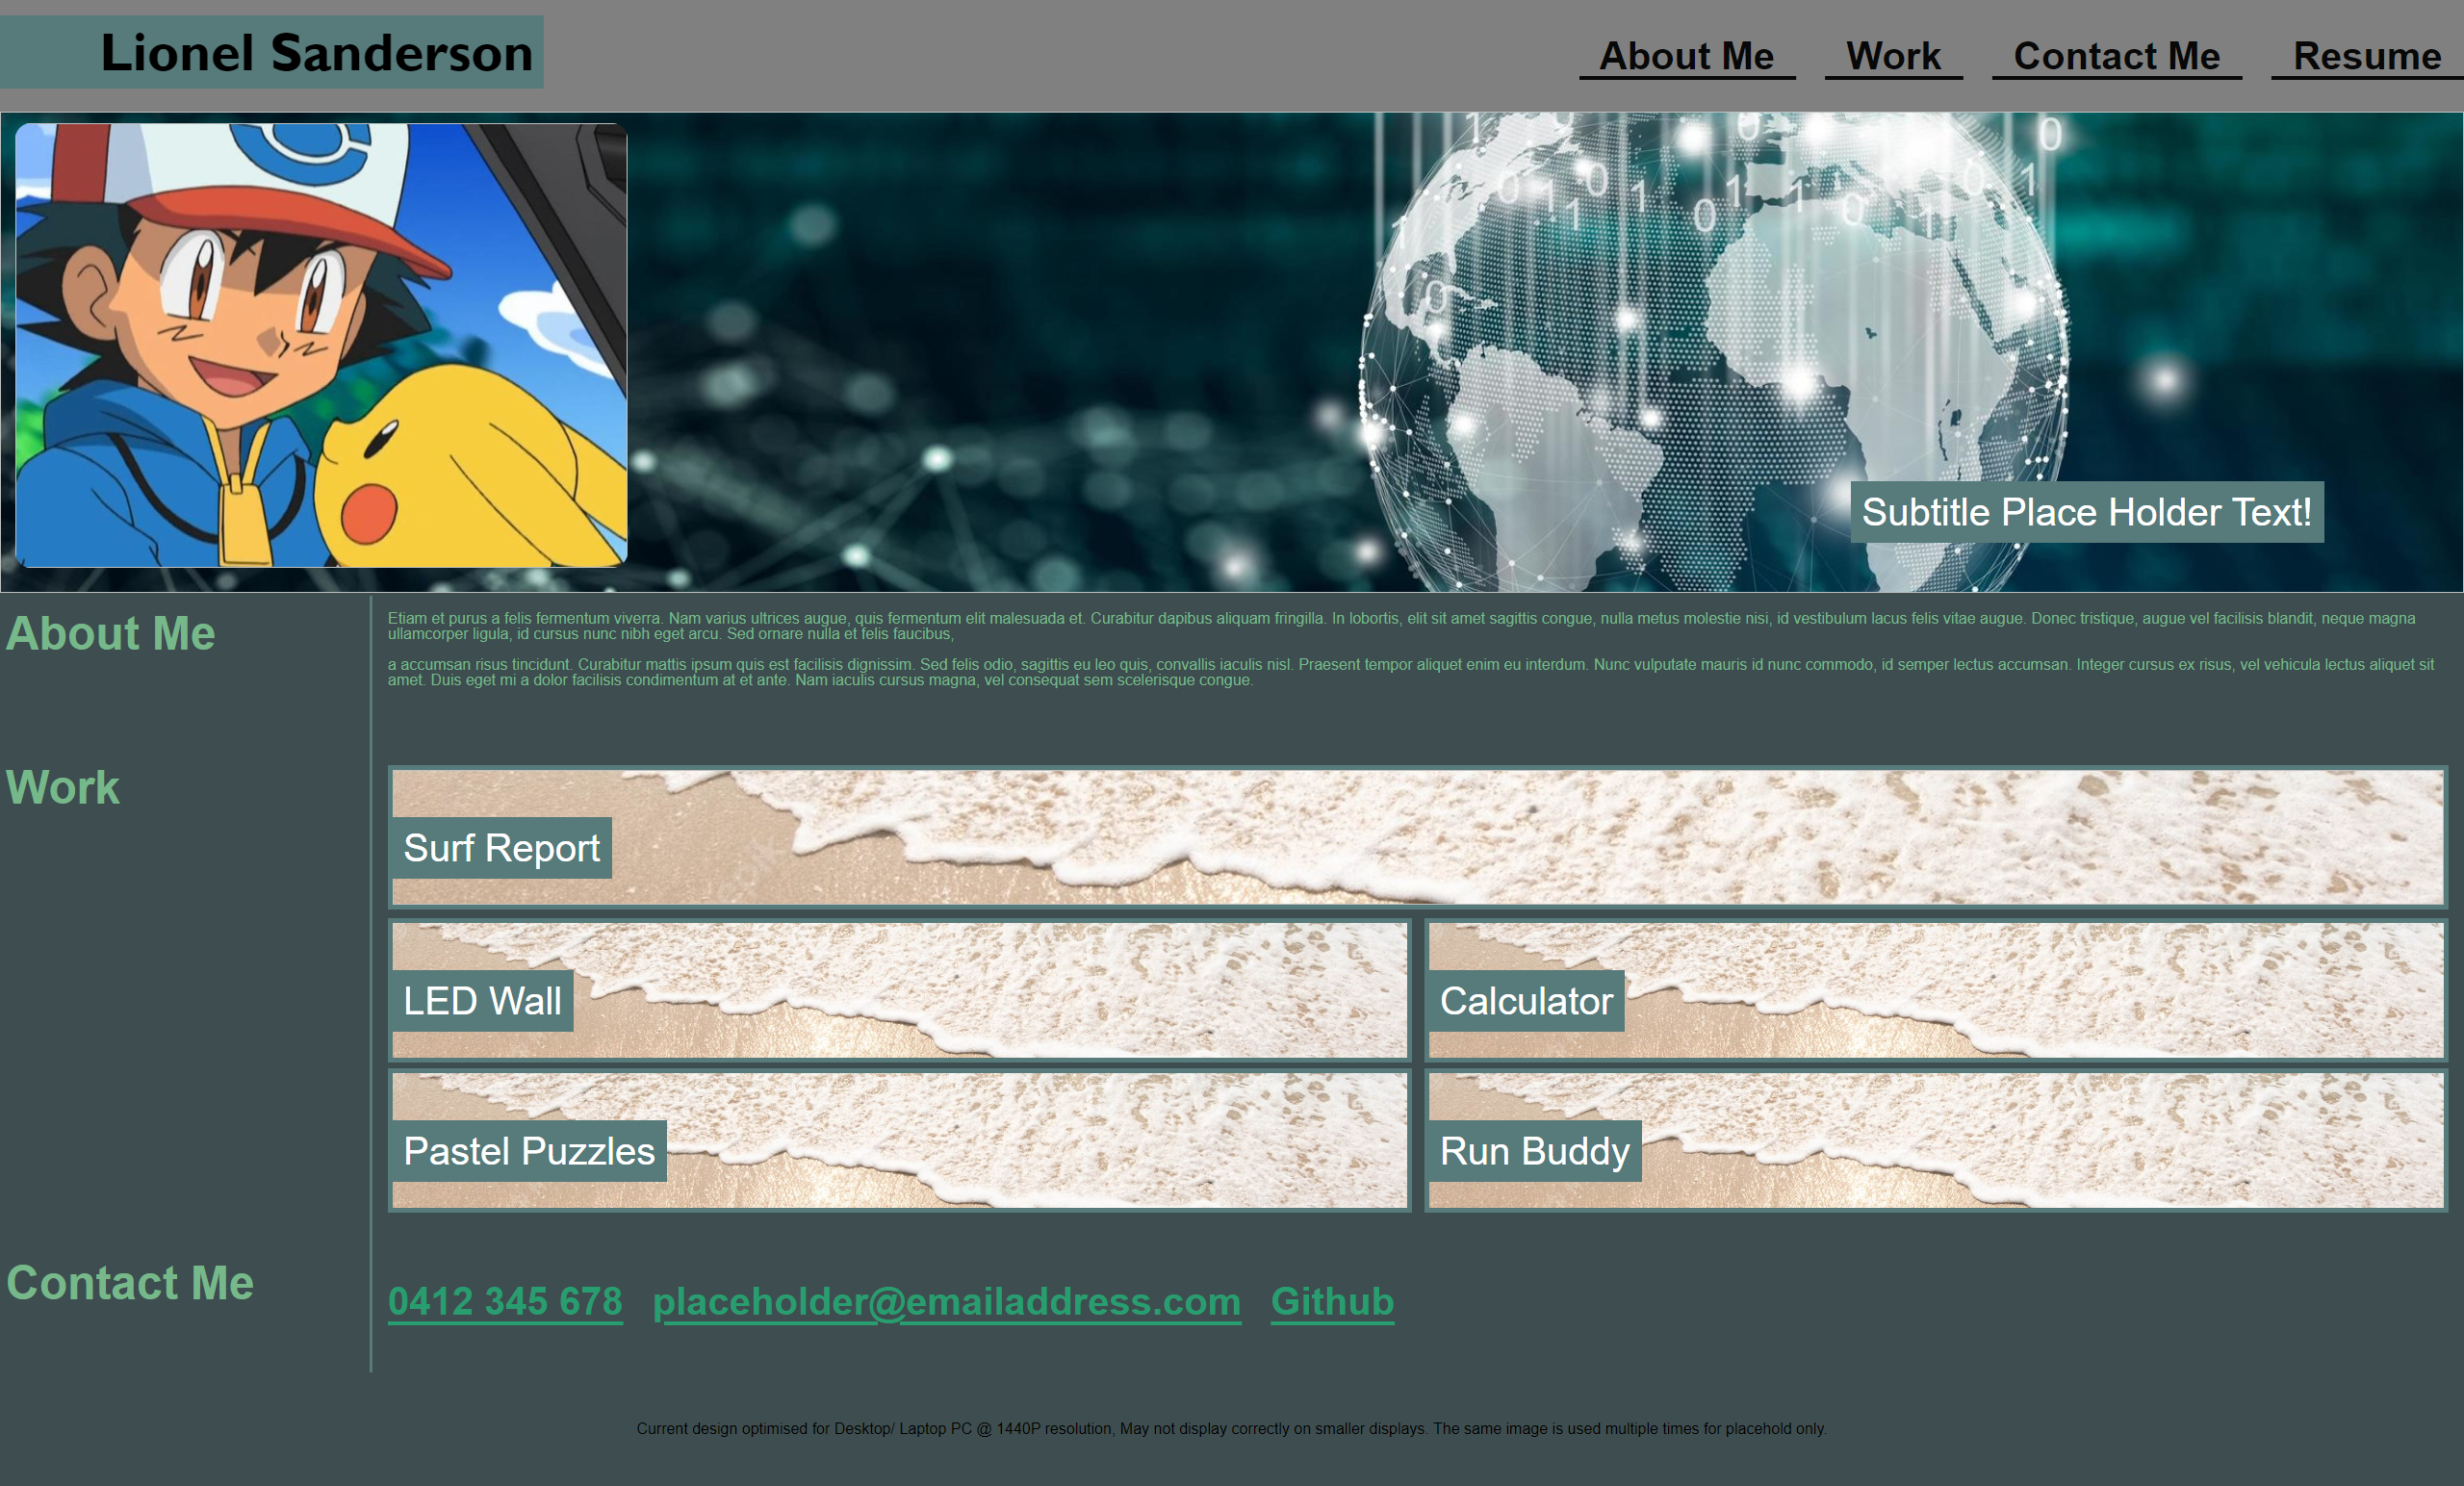 Lionel Sanderson
About Me Work Contact Me Resume
Subtitle Place Holder Text!
About Me
Etiam et purus a felis fermentum viverra. Nam varius ultrices augue, quis fermentum elit malesuada et. Curabitur dapibus aliquam fringilla. In lobortis, elit sit amet sagittis congue, nulla metus molestie nisi, id vestibulum lacus felis vitae augue. Donec tristique, augue vel facilisis blandit, neque magna
ullamcorper ligula, id cursus nunc nibh eget arcu. Sed ornare nulla et felis faucibus,
a accumsan risus tincidunt. Curabitur mattis ipsum quis est facilisis dignissim. Sed felis odio, sagittis eu leo quis, convallis iaculis nisl. Praesent tempor aliquet enim eu interdum. Nunc vulputate mauris id nunc commodo, id semper lectus accumsan. Integer cursus ex risus, vel vehicula lectus aliquet sit
amet. Duis eget mi a dolor facilisis condimentum at et ante. Nam iaculis cursus magna, vel consequat sem scelerisque congue.
Work
Surf Report
LED Wall
Calculator
Pastel Puzzles
Run Buddy
Contact Me
0412 345 678 placeholder@emailaddress.com Github
Current design optimised for Desktop/ Laptop PC @ 1440P resolution, May not display correctly on smaller displays. The same image is used multiple times for placehold only.